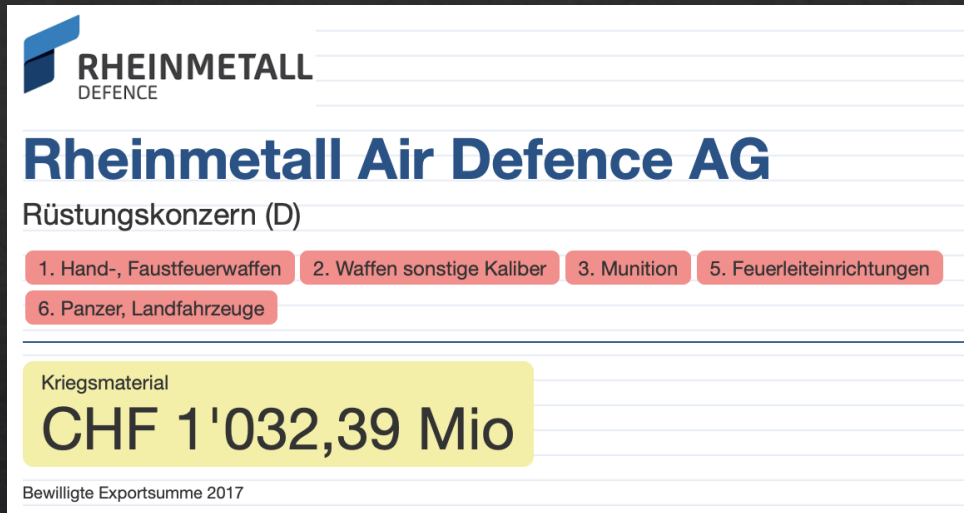 RHEINMETALL
DEFENCE
Rheinmetall Air Defence AG
Rüstungskonzern (D)
1. Hand-, Faustfeuerwaffen 2. Waffen sonstige Kaliber 3. Munition 5. Feuerleiteinrichtungen
6. Panzer, Landfahrzeuge
Kriegsmaterial
CHF 1'032,39 Mio
Bewilligte Exportsumme 2017